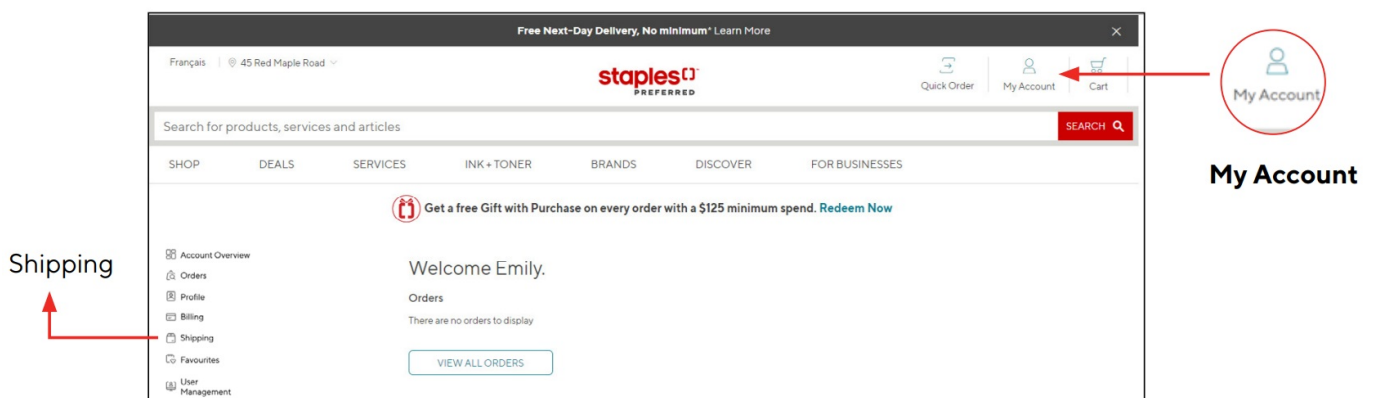 Free Next-Day Delivery, No minimum* Learn More
Français
45 Red Maple Road
staples
PREFERRED
Quick Order
My Account
Cart
Search for products, services and articles
SEARCH
SHOP
DEALS
SERVICES
INK + TONER
BRANDS
DISCOVER
FOR BUSINESSES
Get a free Gift with Purchase on every order with a $125 minimum spend. Redeem Now
Account Overview
Orders
Profile
Billing
Shipping
Favourites
User
Management
Welcome Emily.
Orders
There are no orders to display
VIEW ALL ORDERS
Shipping
My Account
My Account